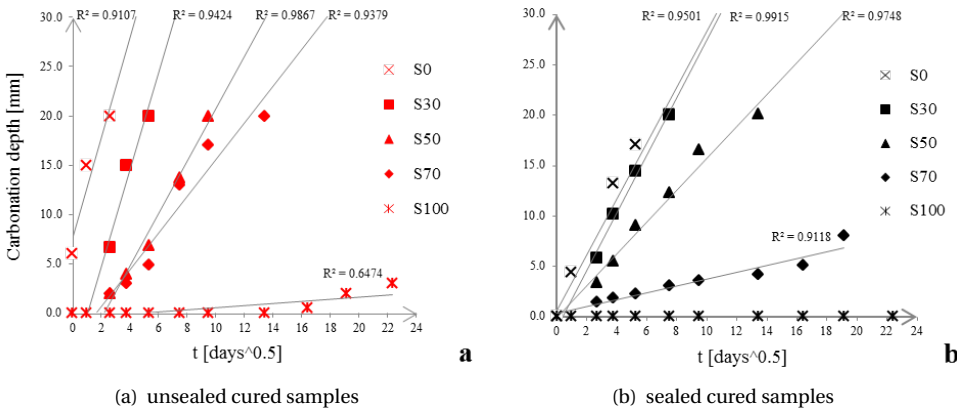 R² = 0.9107 R² = 0.9424 R² = 0.9867 R² = 0.9379
30.0
25.0
20.0
15.0
10.0
5.0
0.0
Carbonation depth [mm]
S0
S30
S50
S70
S100
R² = 0.6474
0 2 4 6 8 10 12 14 16 18 20 22 24
t [days^0.5]
a
(a) unsealed cured samples
R² = 0.9501 R² = 0.9915 R² = 0.9748
30.0
25.0
20.0
15.0
10.0
5.0
0.0
S0
S30
S50
S70
S100
R² = 0.9118
0 2 4 6 8 10 12 14 16 18 20 22 24
t [days^0.5]
b
(b) sealed cured samples